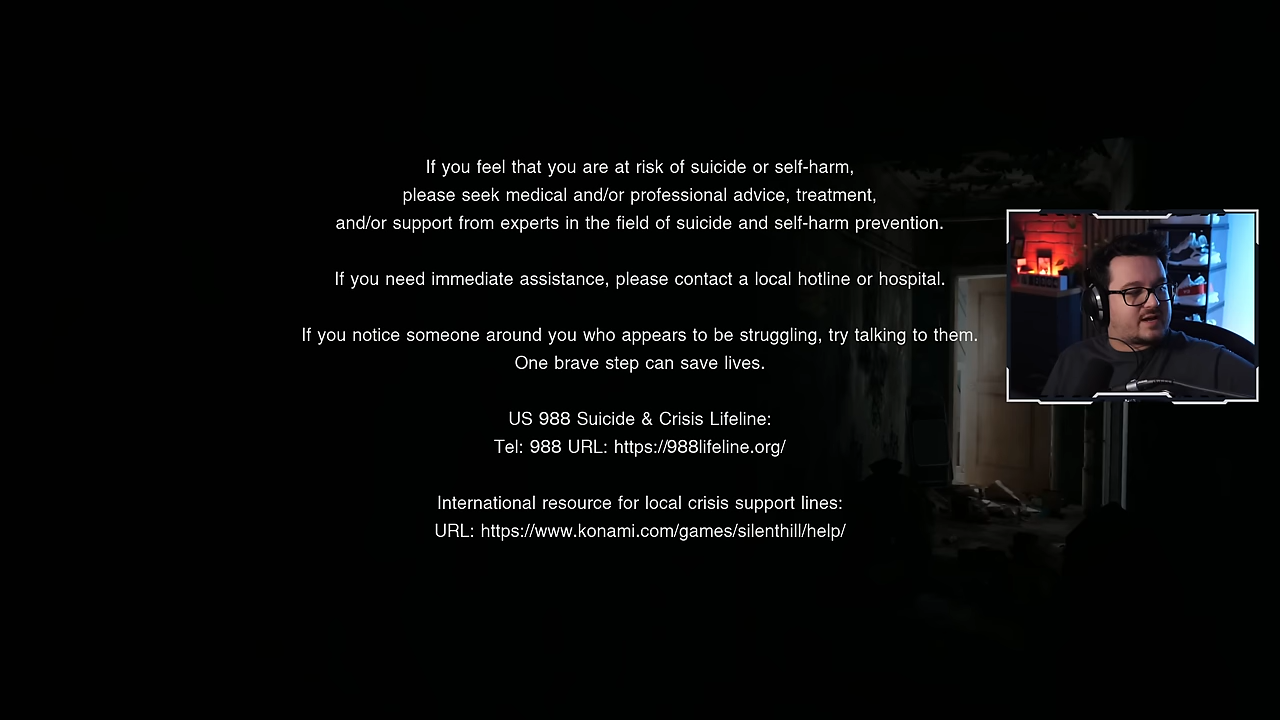 If you feel that you are at risk of suicide or self-harm,
please seek medical and/or professional advice, treatment,
and/or support from experts in the field of suicide and self-harm prevention.
If you need immediate assistance, please contact a local hotline or hospital.
If you notice someone around you who appears to be struggling, try talking to them.
One brave step can save lives.
US 988 Suicide & Crisis Lifeline:
Tel: 988 URL: https://988lifeline.org/
International resource for local crisis support lines:
URL: https://www.konami.com/games/silenthill/help/